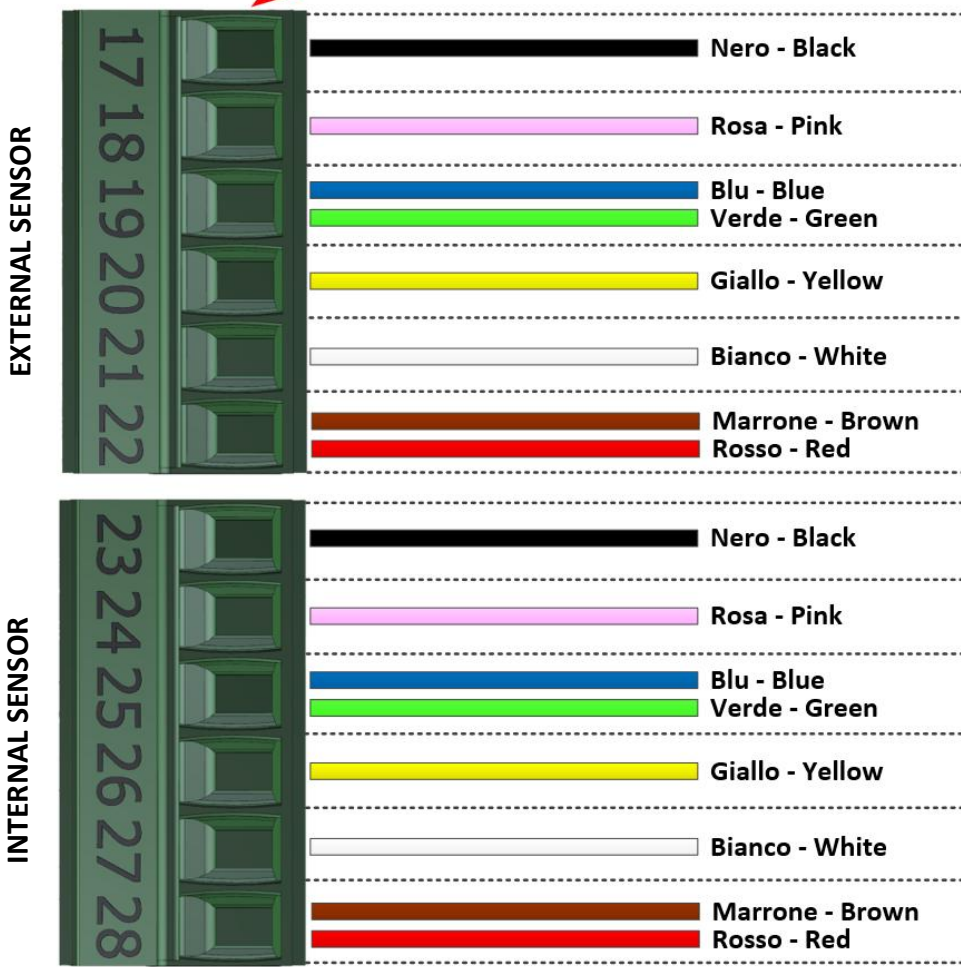 EXTERNAL SENSOR
17
Nero - Black
18
Rosa - Pink
19
Blu - Blue
Verde - Green
20
Giallo - Yellow
21
Bianco - White
22
Marrone - Brown
Rosso - Red
INTERNAL SENSOR
23
Nero - Black
24
Rosa - Pink
25
Blu - Blue
Verde - Green
26
Giallo - Yellow
27
Bianco - White
28
Marrone - Brown
Rosso - Red